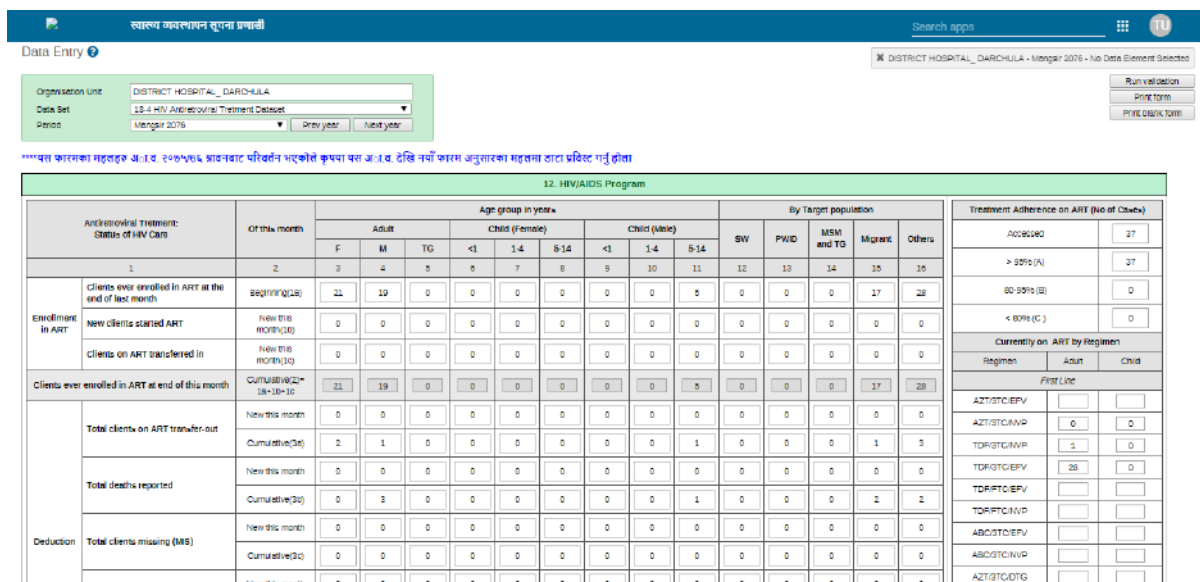 स्वास्थ्य व्यवस्थापन सूचना प्रणाली
Search apps
TU
Data Entry ?
✖ DISTRICT HOSPITAL_ DARCHULA - Mangsir 2076 - No Data Element Selected
Organisation Unit DISTRICT HOSPITAL_ DARCHULA
Data Set 18-4 HIV Antiretroviral Tretment Dataset
Period Mangsir 2076 Prev year Next year
Run validation
Print form
Print blank form
12. HIV/AIDS Program
Antiretroviral Tretment: Status of HIV Care
Of this month
Age group in years
By Target population
Adult Child (Female) Child (Male)
SW PWID MSM and TG Migrant Others
F M TG <1 1-4 5-14 <1 1-4 5-14
1 2 3 4 5 6 7 8 9 10 11 12 13 14 15 16
Enrollment in ART
Clients ever enrolled in ART at the end of last month Beginning(1a) 21 19 0 0 0 0 0 0 5 0 0 0 17 28
New clients started ART New this month(1b) 0 0 0 0 0 0 0 0 0 0 0 0 0 0
Clients on ART transferred in New this month(1c) 0 0 0 0 0 0 0 0 0 0 0 0 0 0
Clients ever enrolled in ART at end of this month Cumulative(2)= 1a+1b+1c 21 19 0 0 0 0 0 0 5 0 0 0 17 28
Deduction
Total clients on ART transfer-out New this month 0 0 0 0 0 0 0 0 0 0 0 0 0 0
Cumulative(3a) 2 1 0 0 0 0 0 0 1 0 0 0 1 3
Total deaths reported New this month 0 0 0 0 0 0 0 0 0 0 0 0 0 0
Cumulative(3b) 0 3 0 0 0 0 0 0 1 0 0 0 2 2
Total clients missing (MIS) New this month 0 0 0 0 0 0 0 0 0 0 0 0 0 0
Cumulative(3c) 0 0 0 0 0 0 0 0 0 0 0 0 0 0
Treatment Adherence on ART (No of Cases)
Accessed 37
> 95% (A) 37
80-95% (B) 0
< 80% (C ) 0
Currently on ART by Regimen
Regimen Adult Child
First Line
AZT/3TC/EFV
AZT/3TC/NVP 0 0
TDF/3TC/NVP 1 0
TDF/3TC/EFV 28 0
TDF/FTC/EFV
TDF/FTC/NVP
ABC/3TC/EFV
ABC/3TC/NVP
AZT/3TC/DTG